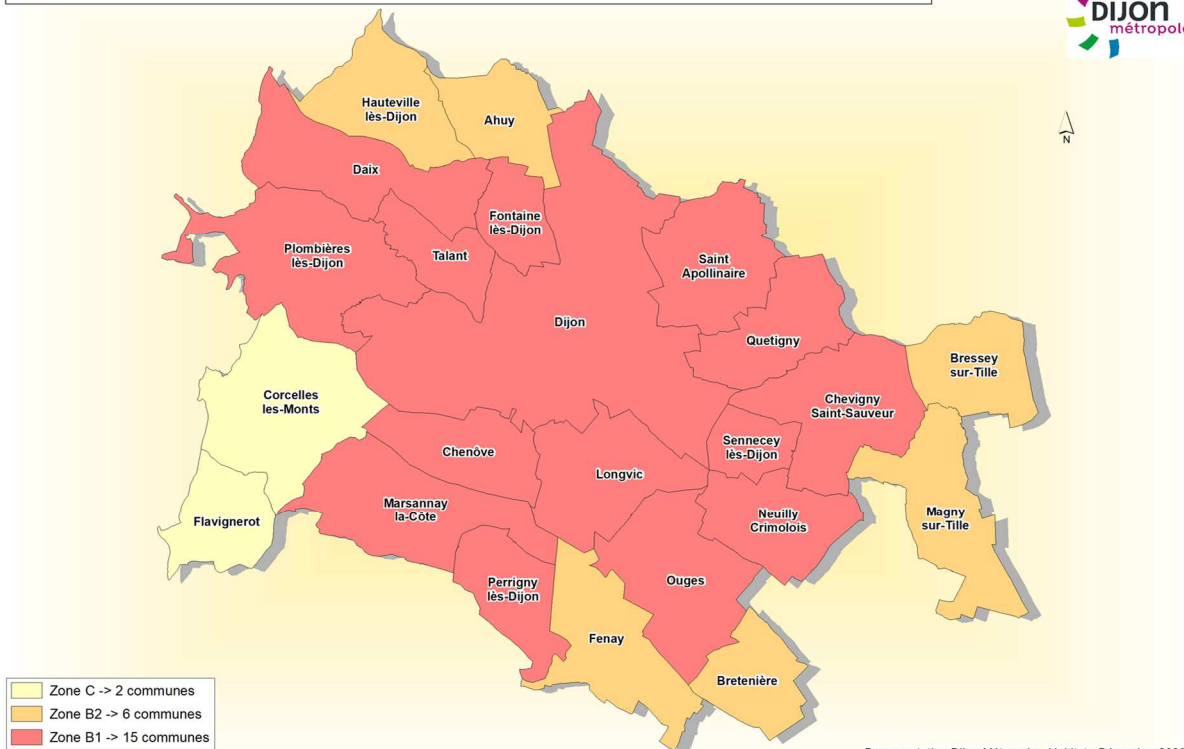 DIJON
métropole
N
Hauteville
lès-Dijon
Ahuy
Daix
Fontaine
lès-Dijon
Plombières
lès-Dijon
Talant
Saint
Apollinaire
Dijon
Quetigny
Bressey
sur-Tille
Corcelles
les-Monts
Chevigny
Saint-Sauveur
Chenôve
Sennecey
lès-Dijon
Longvic
Marsannay
la-Côte
Flavignerot
Neuilly
Crimolois
Magny
sur-Tille
Perrigny
lès-Dijon
Ouges
Fenay
Bretenière
Zone C -> 2 communes
Zone B2 -> 6 communes
Zone B1 -> 15 communes